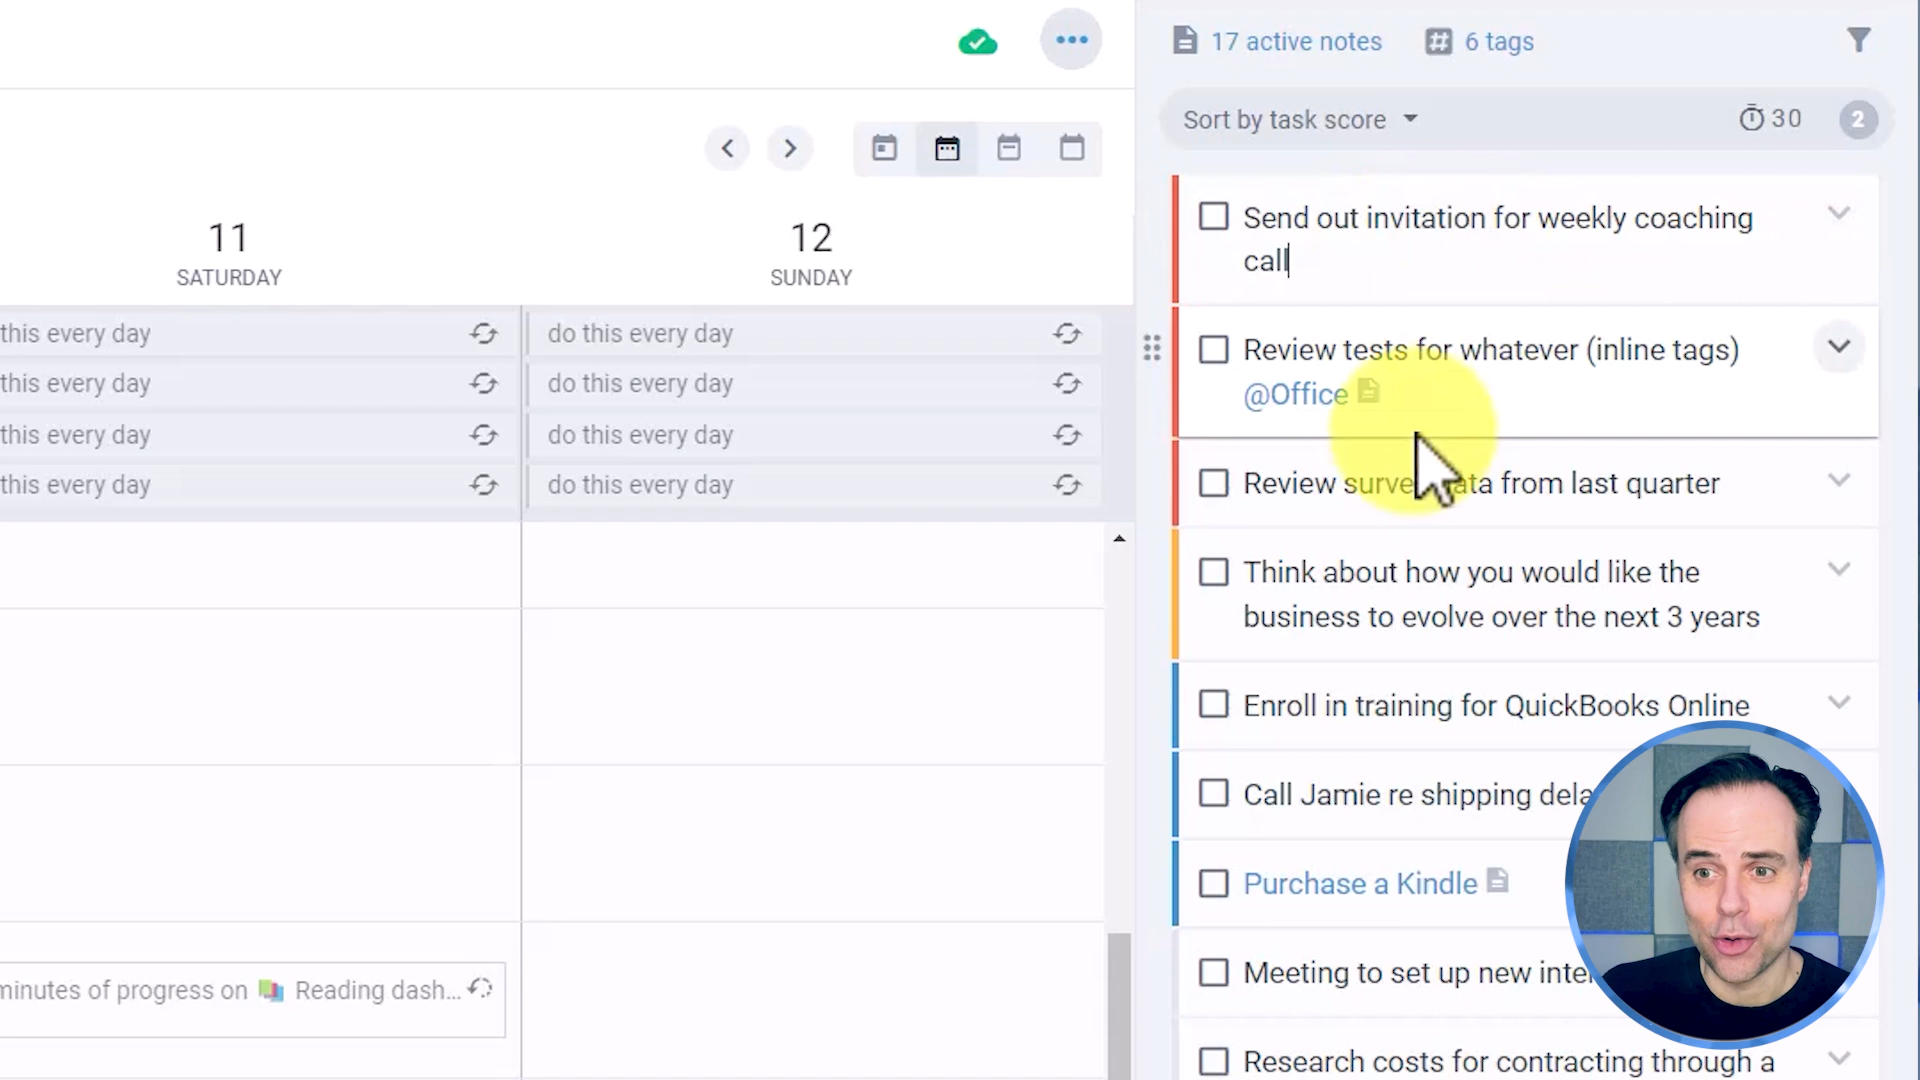 17 active notes
6 tags
Sort by task score
30
2
11
SATURDAY
12
SUNDAY
this every day
do this every day
this every day
do this every day
this every day
do this every day
this every day
do this every day
minutes of progress on Reading dash...
Send out invitation for weekly coaching
call
Review tests for whatever (inline tags)
@Office
Review survey data from last quarter
Think about how you would like the
business to evolve over the next 3 years
Enroll in training for QuickBooks Online
Call Jamie re shipping dela
Purchase a Kindle
Meeting to set up new inte
Research costs for contracting through a